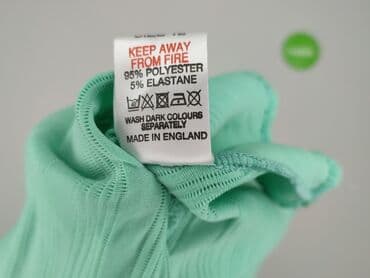 KEEP AWAY
FROM FIRE
95% POLYESTER
5% ELASTANE
WASH DARK COLOURS
SEPARATELY
MADE IN ENGLAND